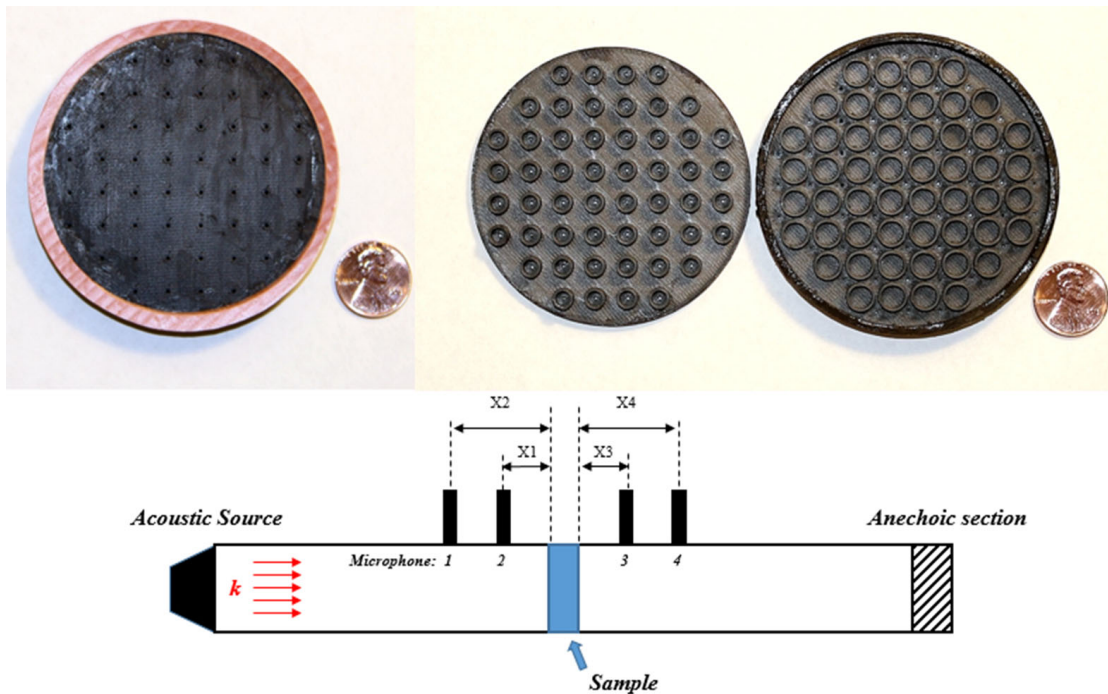 X2
X4
X1
X3
Acoustic Source
Anechoic section
Microphone: 1 2 3 4
k
Sample